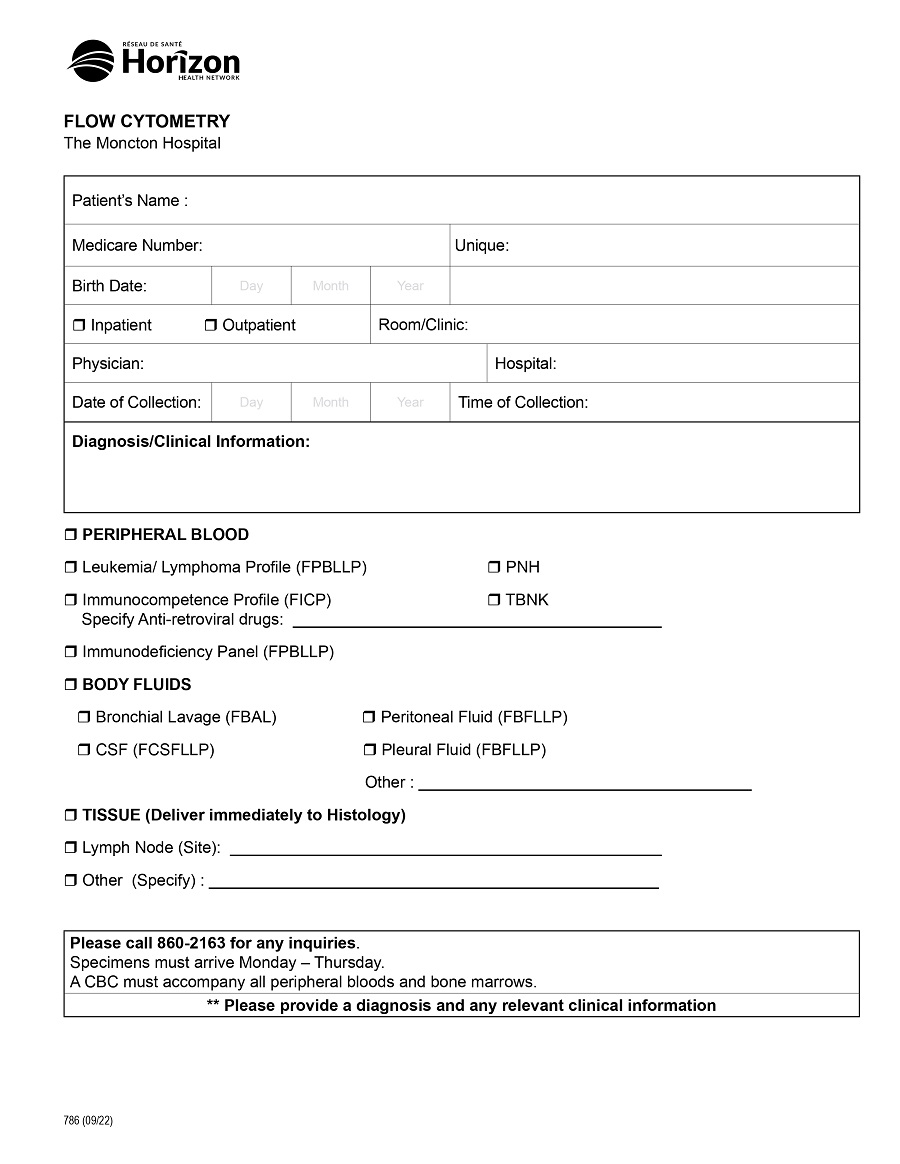 RÉSEAU DE SANTÉ
Horizon
HEALTH NETWORK
FLOW CYTOMETRY
The Moncton Hospital
Patient's Name :
Medicare Number: Unique:
Birth Date: Day Month Year
❒ Inpatient ❒ Outpatient Room/Clinic:
Physician: Hospital:
Date of Collection: Day Month Year Time of Collection:
Diagnosis/Clinical Information:
❒ PERIPHERAL BLOOD
❒ Leukemia/ Lymphoma Profile (FPBLLP) ❒ PNH
❒ Immunocompetence Profile (FICP) ❒ TBNK
Specify Anti-retroviral drugs:
❒ Immunodeficiency Panel (FPBLLP)
❒ BODY FLUIDS
❒ Bronchial Lavage (FBAL) ❒ Peritoneal Fluid (FBFLLP)
❒ CSF (FCSFLLP) ❒ Pleural Fluid (FBFLLP)
Other :
❒ TISSUE (Deliver immediately to Histology)
❒ Lymph Node (Site):
❒ Other (Specify) :
Please call 860-2163 for any inquiries.
Specimens must arrive Monday – Thursday.
A CBC must accompany all peripheral bloods and bone marrows.
** Please provide a diagnosis and any relevant clinical information
786 (09/22)